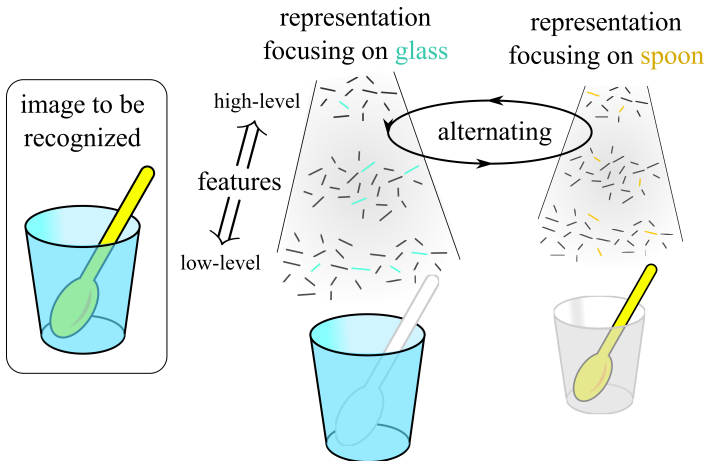 image to be
recognized
representation
focusing on glass
representation
focusing on spoon
high-level
features
low-level
alternating